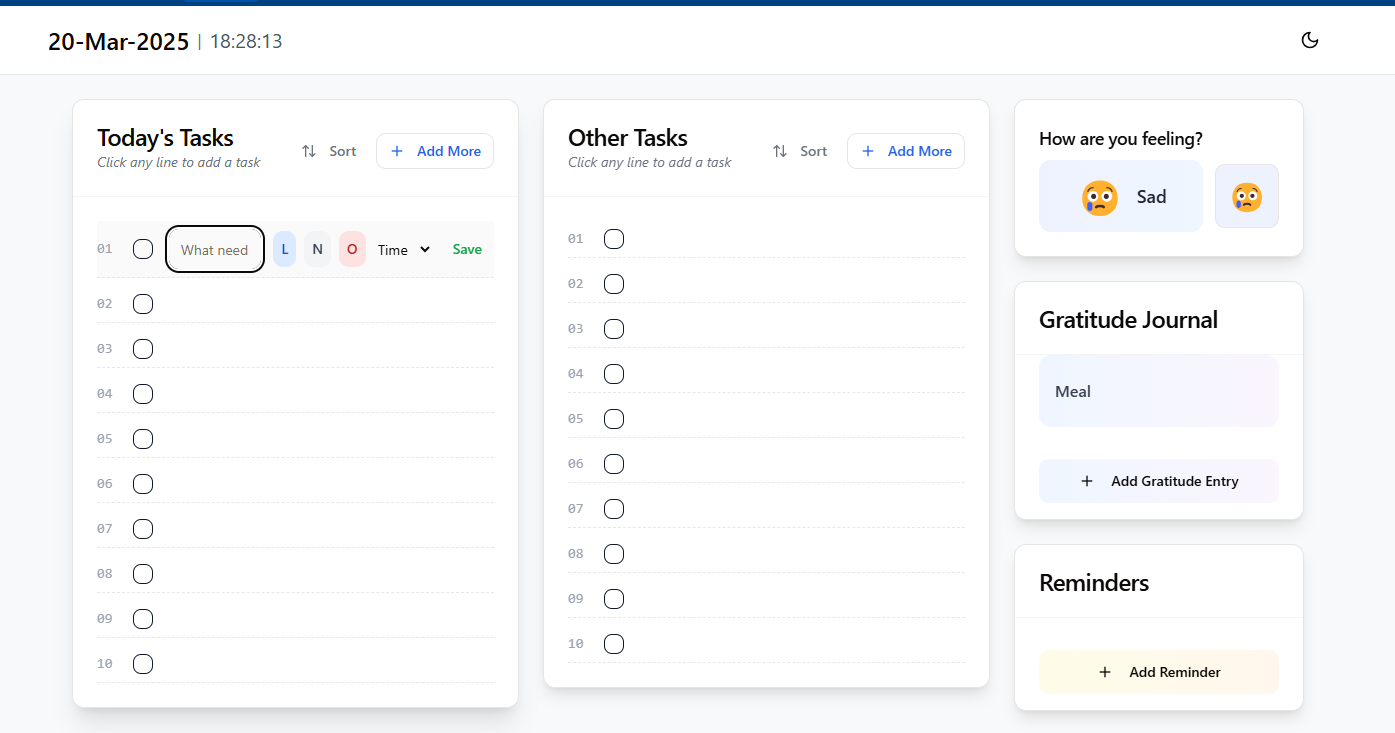 20-Mar-2025 | 18:28:13
Today's Tasks
Click any line to add a task
Sort
+ Add More
01 What need L N O Time Save
02
03
04
05
06
07
08
09
10
Other Tasks
Click any line to add a task
Sort
+ Add More
01
02
03
04
05
06
07
08
09
10
How are you feeling?
Sad
Gratitude Journal
Meal
+ Add Gratitude Entry
Reminders
+ Add Reminder